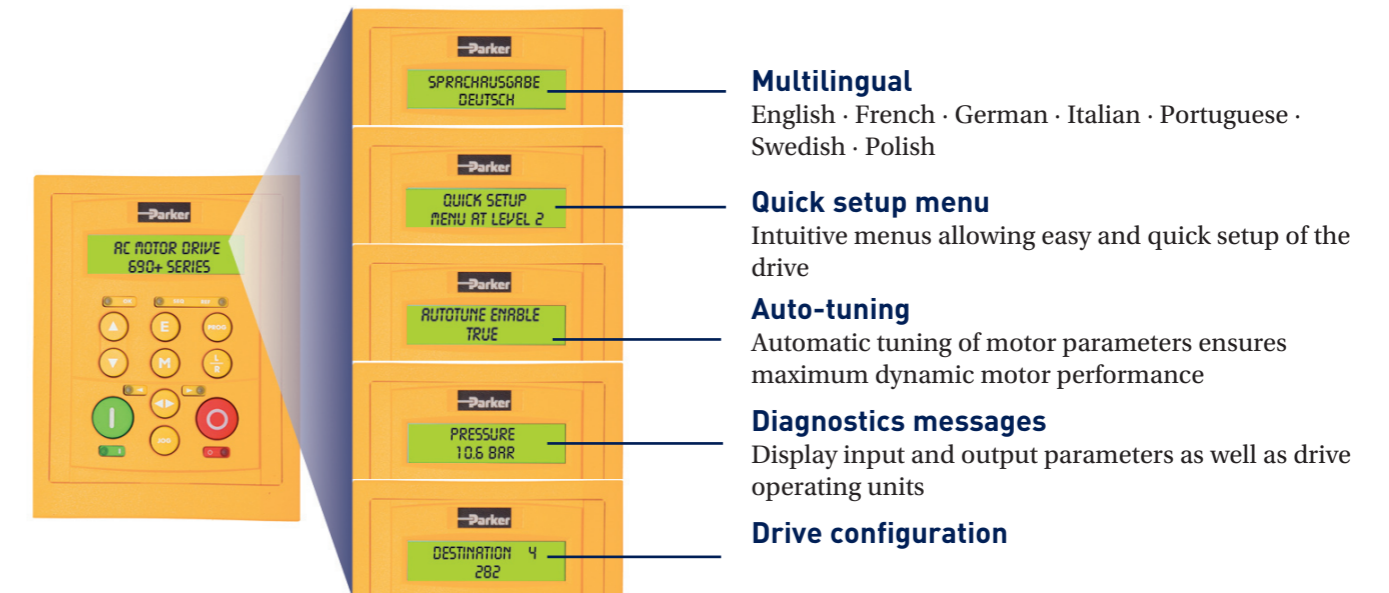 Parker
AC MOTOR DRIVE
690+ SERIES
E
PROG
M
L
R
JOG
Parker
SPRACHAUSGABE
DEUTSCH
Parker
QUICK SETUP
MENU AT LEVEL 2
Parker
AUTOTUNE ENABLE
TRUE
Parker
PRESSURE
10.6 BAR
Parker
DESTINATION 4
282
Multilingual
English · French · German · Italian · Portuguese ·
Swedish · Polish
Quick setup menu
Intuitive menus allowing easy and quick setup of the
drive
Auto-tuning
Automatic tuning of motor parameters ensures
maximum dynamic motor performance
Diagnostics messages
Display input and output parameters as well as drive
operating units
Drive configuration